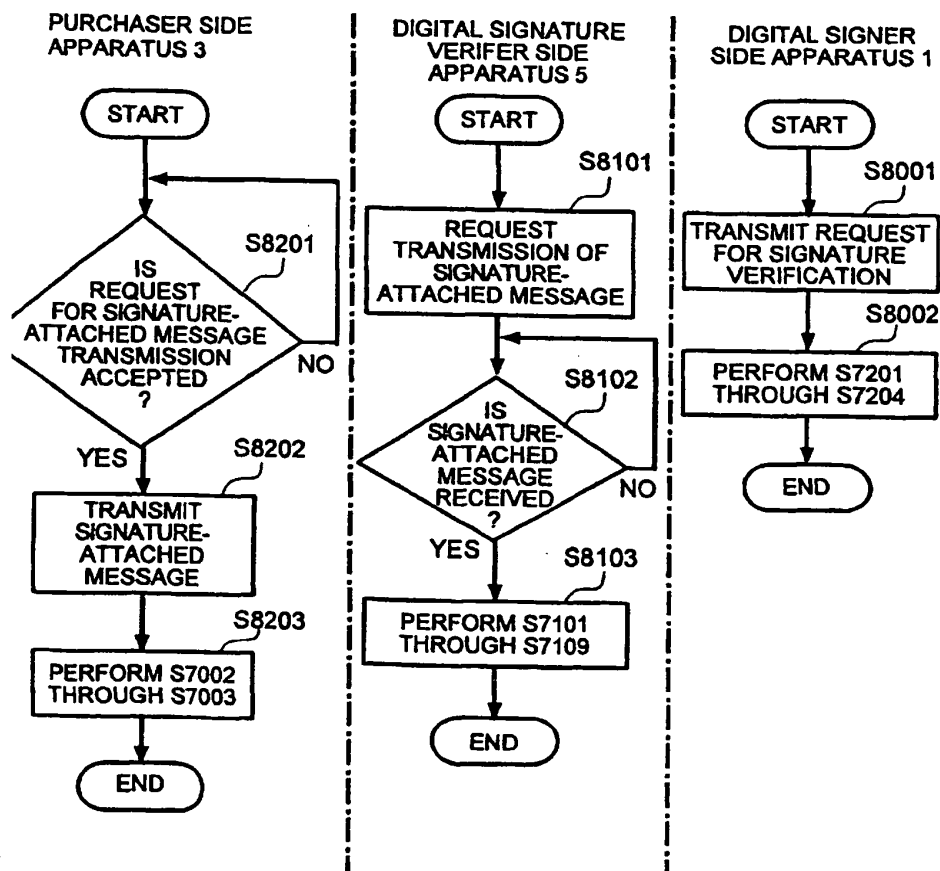 PURCHASER SIDE
APPARATUS 3
START
S8201
IS
REQUEST
FOR SIGNATURE-
ATTACHED MESSAGE
TRANSMISSION
ACCEPTED
?
NO
YES
S8202
TRANSMIT
SIGNATURE-
ATTACHED
MESSAGE
S8203
PERFORM S7002
THROUGH S7003
END
DIGITAL SIGNATURE
VERIFER SIDE
APPARATUS 5
START
S8101
REQUEST
TRANSMISSION OF
SIGNATURE-
ATTACHED MESSAGE
S8102
IS
SIGNATURE-
ATTACHED
MESSAGE
RECEIVED
?
NO
YES
S8103
PERFORM S7101
THROUGH S7109
END
DIGITAL SIGNER
SIDE APPARATUS 1
START
S8001
TRANSMIT REQUEST
FOR SIGNATURE
VERIFICATION
S8002
PERFORM S7201
THROUGH S7204
END